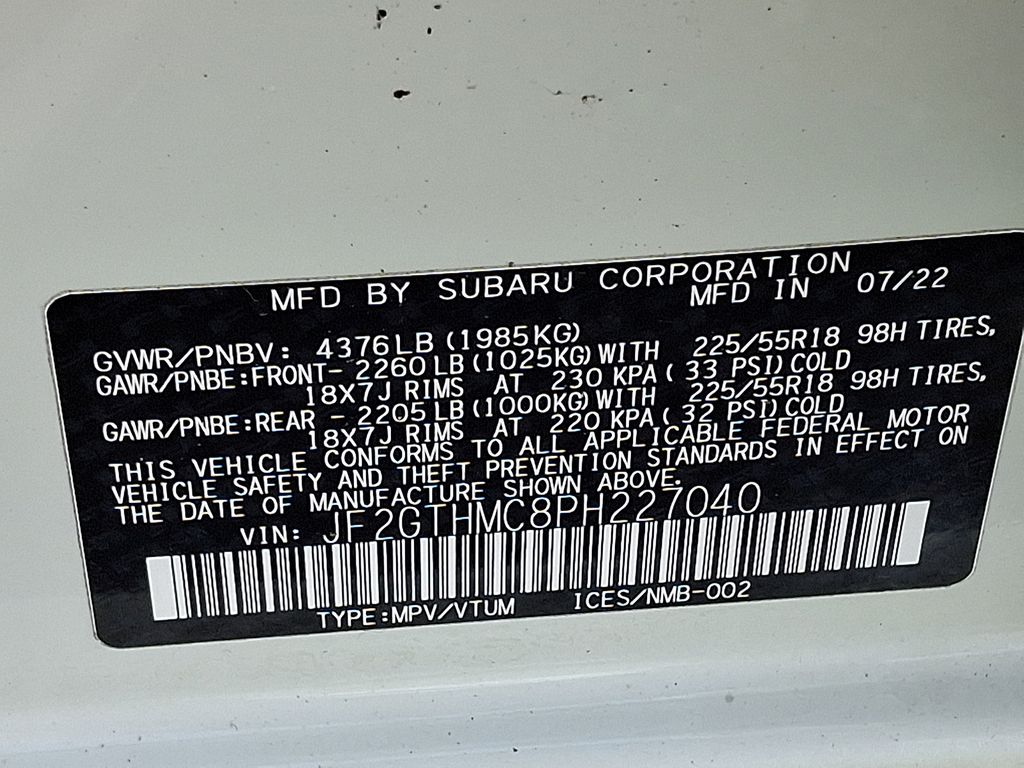 MFD BY SUBARU CORPORATION
MFD IN 07/22
GVWR/PNBV: 4376LB (1985KG)
GAWR/PNBE:FRONT- 2260LB (1025KG)WITH 225/55R18 98H TIRES,
18X7J RIMS AT 230 KPA ( 33 PSI) COLD
GAWR/PNBE:REAR - 2205LB (1000KG)WITH 225/55R18 98H TIRES,
18X7J RIMS AT 220 KPA ( 32 PSI) COLD
THIS VEHICLE CONFORMS TO ALL APPLICABLE FEDERAL MOTOR
VEHICLE SAFETY AND THEFT PREVENTION STANDARDS IN EFFECT ON
THE DATE OF MANUFACTURE SHOWN ABOVE.
VIN: JF2GTHMC8PH227040
TYPE:MPV/VTUM ICES/NMB-002